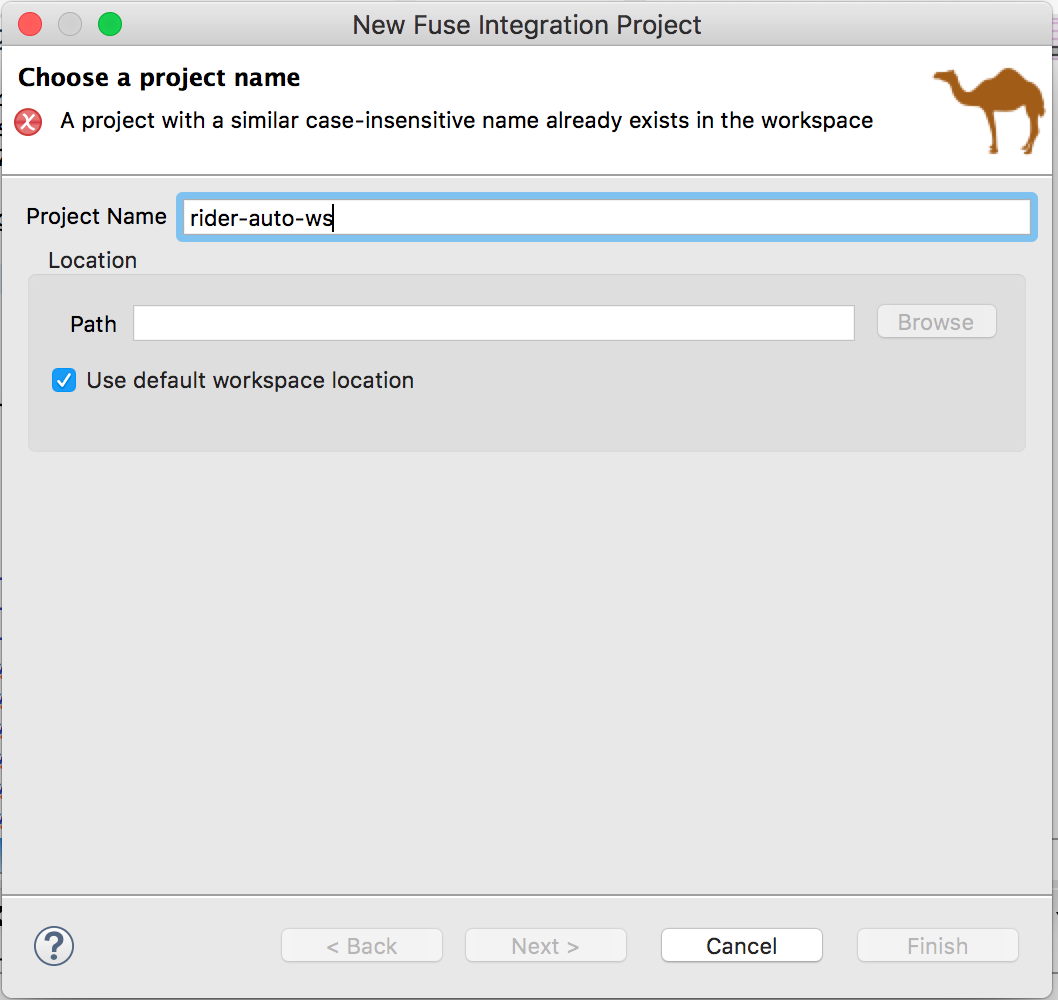 New Fuse Integration Project
Choose a project name
A project with a similar case-insensitive name already exists in the workspace
Project Name rider-auto-ws
Location
Path Browse
Use default workspace location
? < Back Next > Cancel Finish